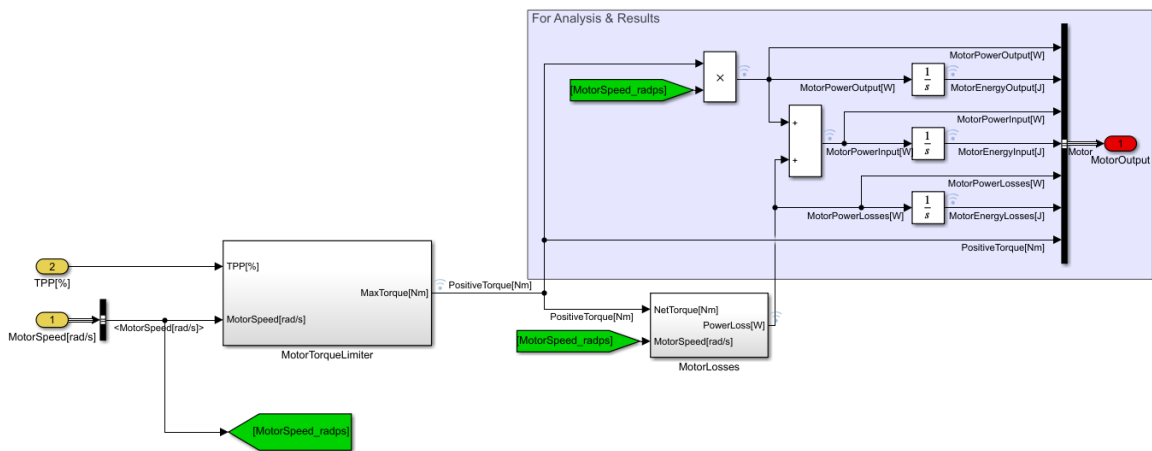 For Analysis & Results
MotorPowerOutput[W]
[MotorSpeed_radps]
×
MotorPowerOutput[W]
1
s
MotorEnergyOutput[J]
MotorPowerInput[W]
+
+
MotorPowerInput[W]
1
s
MotorEnergyInput[J]
Motor
1
MotorOutput
MotorPowerLosses[W]
MotorPowerLosses[W]
1
s
MotorEnergyLosses[J]
PositiveTorque[Nm]
2
TPP[%]
TPP[%]
MaxTorque[Nm]
PositiveTorque[Nm]
1
MotorSpeed[rad/s]
<MotorSpeed[rad/s]>
MotorSpeed[rad/s]
MotorTorqueLimiter
PositiveTorque[Nm]
NetTorque[Nm]
PowerLoss[W]
[MotorSpeed_radps]
MotorSpeed[rad/s]
MotorLosses
[MotorSpeed_radps]